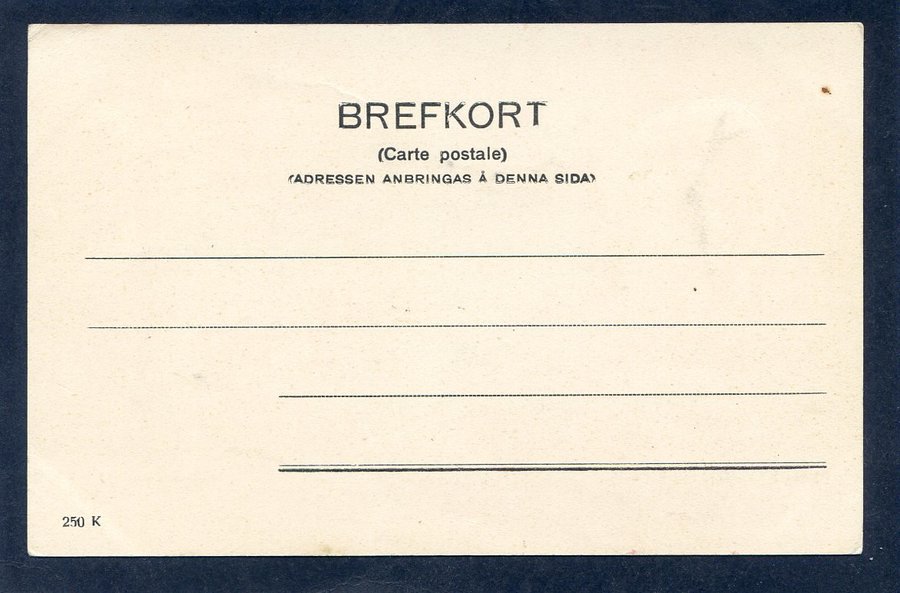 BREFKORT
(Carte postale)
(ADRESSEN ANBRINGAS Å DENNA SIDA)
250 K